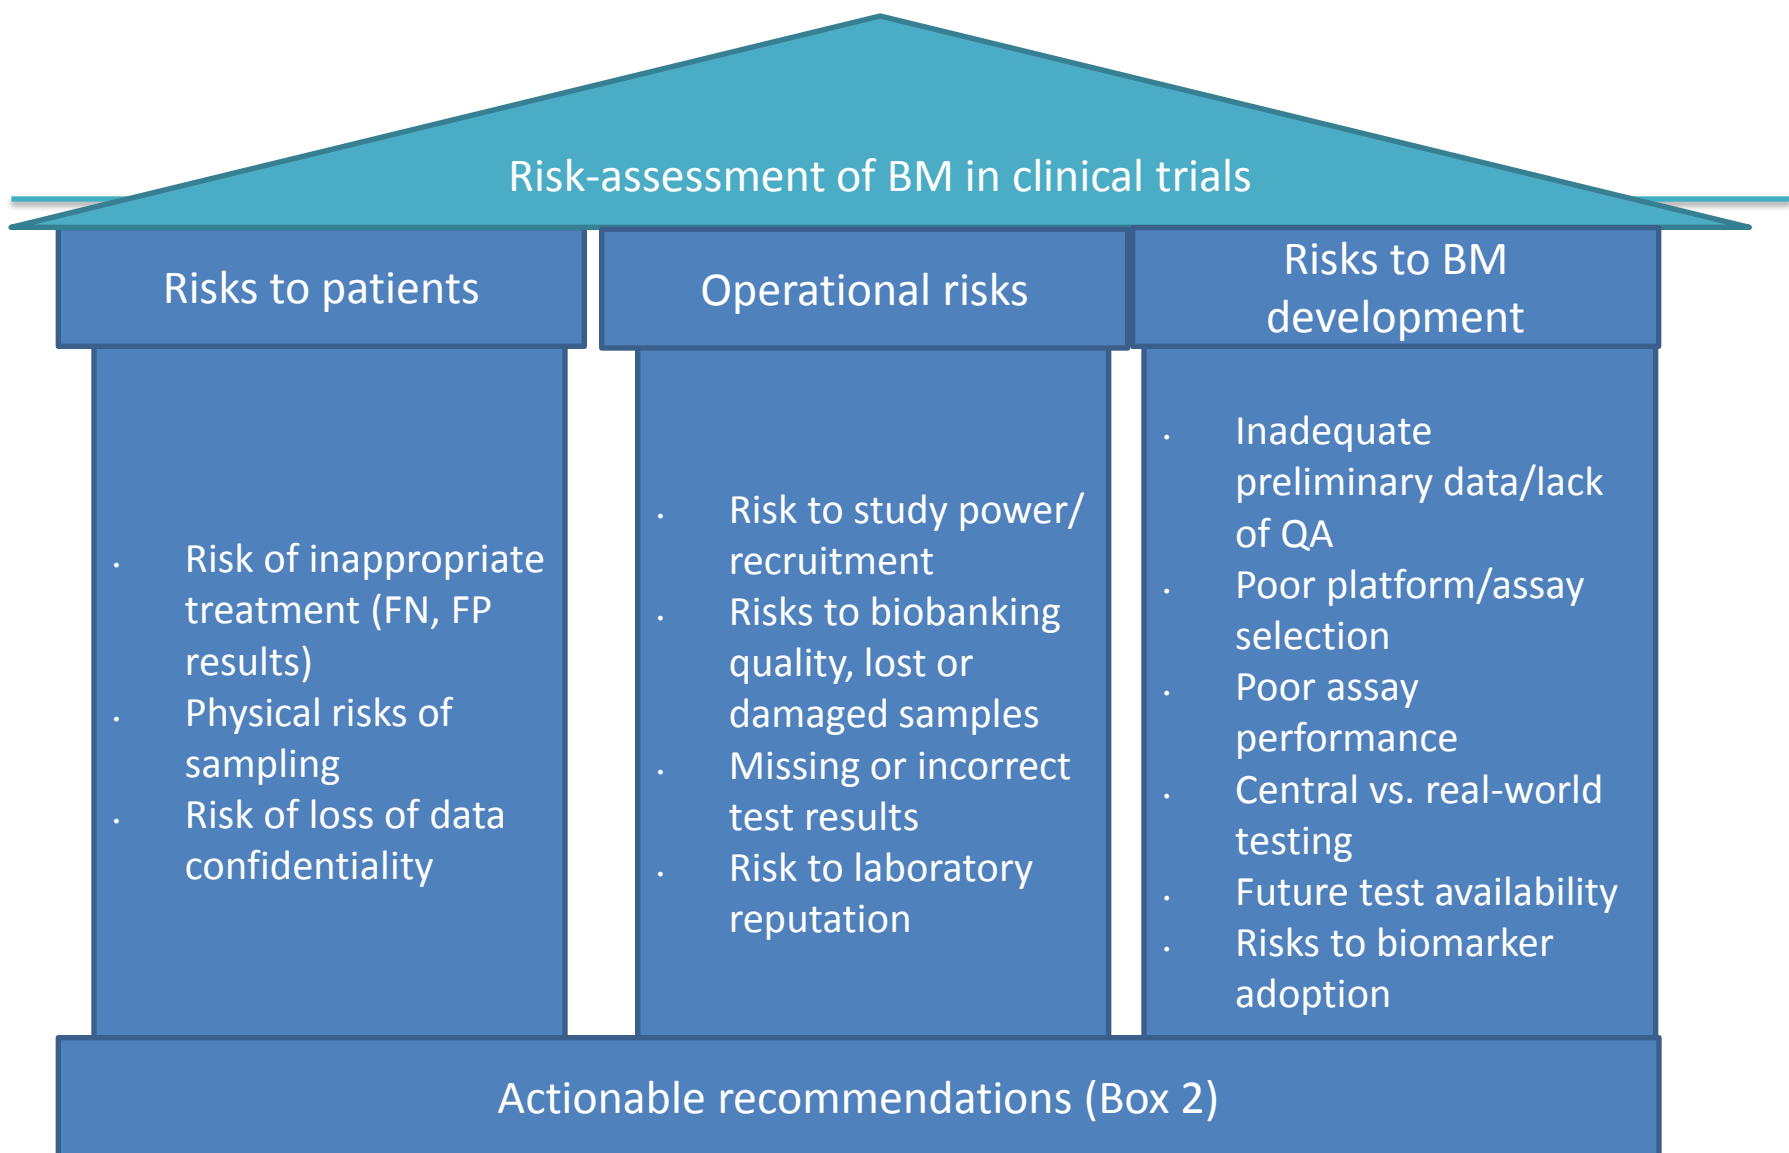 Risk-assessment of BM in clinical trials
Risks to patients
· Risk of inappropriate
treatment (FN, FP
results)
· Physical risks of
sampling
· Risk of loss of data
confidentiality
Operational risks
· Risk to study power/
recruitment
· Risks to biobanking
quality, lost or
damaged samples
· Missing or incorrect
test results
· Risk to laboratory
reputation
Risks to BM
development
· Inadequate
preliminary data/lack
of QA
· Poor platform/assay
selection
· Poor assay
performance
· Central vs. real-world
testing
· Future test availability
· Risks to biomarker
adoption
Actionable recommendations (Box 2)